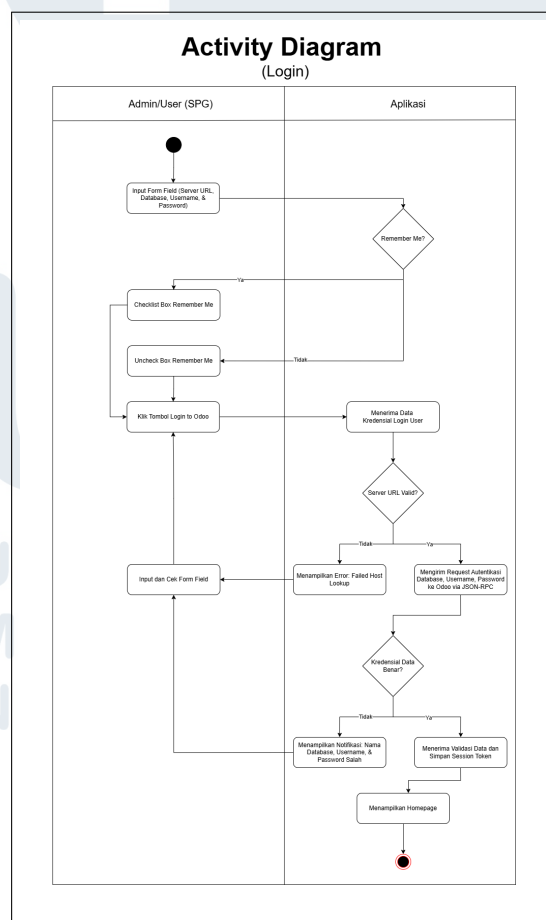 Activity Diagram
(Login)
Admin/User (SPG)
Aplikasi
Input Form Field (Server URL,
Database, Username, &
Password)
Remember Me?
Ya
Checklist Box Remember Me
Uncheck Box Remember Me
Tidak
Klik Tombol Login to Odoo
Menerima Data
Kredensial Login User
Server URL Valid?
Tidak
Ya
Input dan Cek Form Field
Menampilkan Error: Failed Host
Lookup
Mengirim Request Autentikasi
Database, Username, Password
ke Odoo via JSON-RPC
Kredensial Data
Benar?
Tidak
Ya
Menampilkan Notifikasi: Nama
Database, Username, &
Password Salah
Menerima Validasi Data dan
Simpan Session Token
Menampilkan Homepage